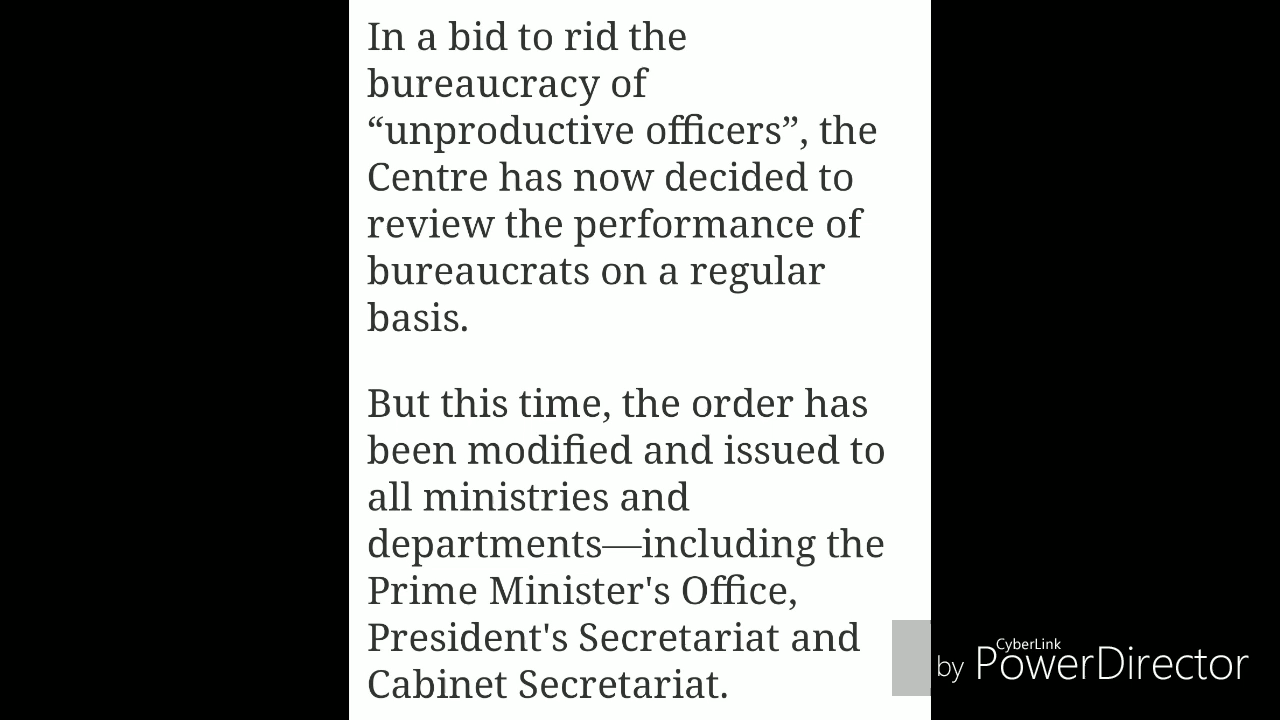 In a bid to rid the
bureaucracy of
“unproductive officers”, the
Centre has now decided to
review the performance of
bureaucrats on a regular
basis.
But this time, the order has
been modified and issued to
all ministries and
departments—including the
Prime Minister's Office,
President's Secretariat and
Cabinet Secretariat.
CyberLink
by PowerDirector